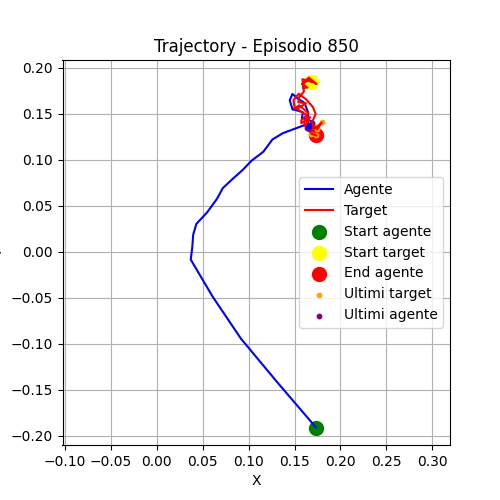 Trajectory - Episodio 850
0.20
0.15
0.10
0.05
0.00
−0.05
−0.10
−0.15
−0.20
Agente
Target
Start agente
Start target
End agente
Ultimi target
Ultimi agente
−0.10 −0.05 0.00 0.05 0.10 0.15 0.20 0.25 0.30
X